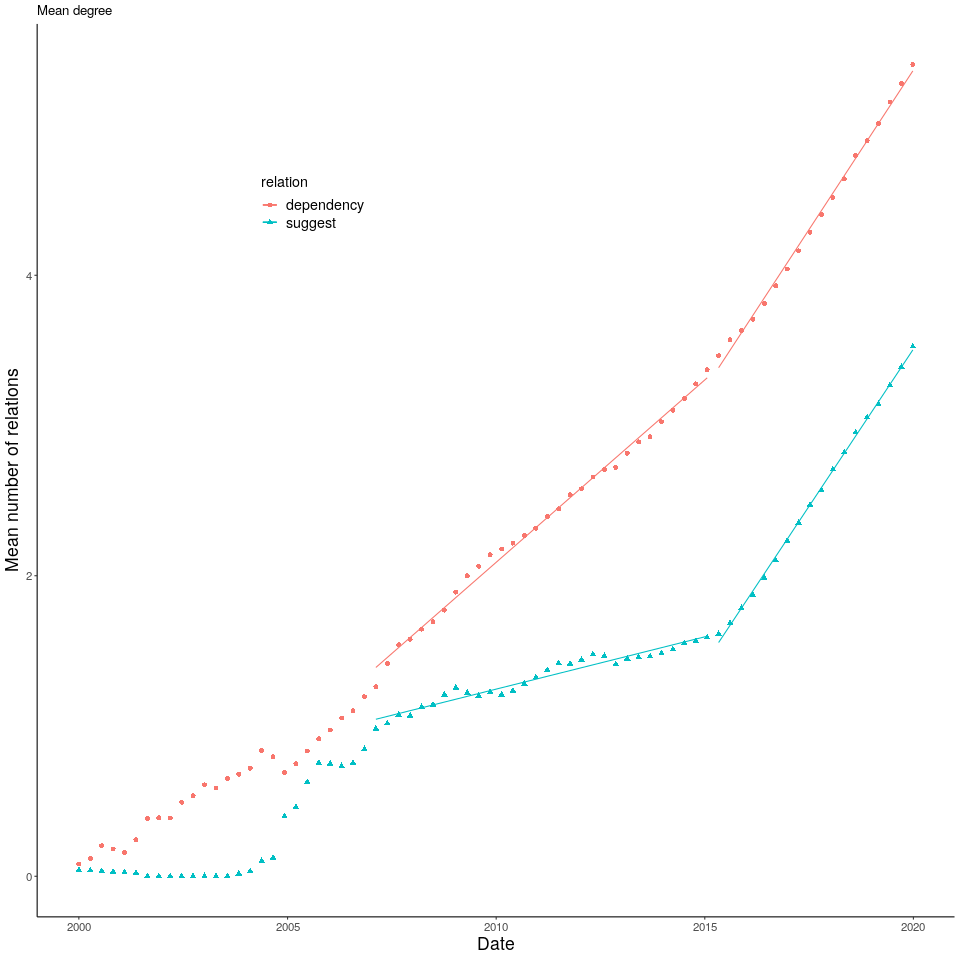 Mean degree
relation
dependency
suggest
Mean number of relations
4
2
0
2000 2005 2010 2015 2020
Date